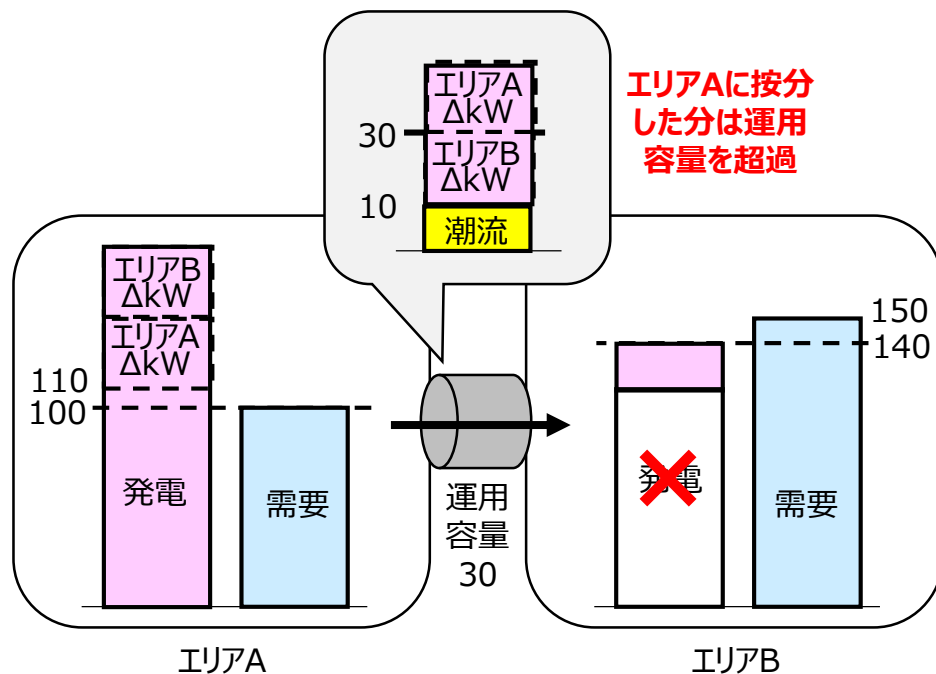 エリアA
ΔkW
30
エリアB
ΔkW
10
潮流
エリアAに按分
した分は運用
容量を超過
エリアB
ΔkW
エリアA
ΔkW
110
100
発電
需要
運用
容量
30
150
140
発電
需要
エリアA
エリアB